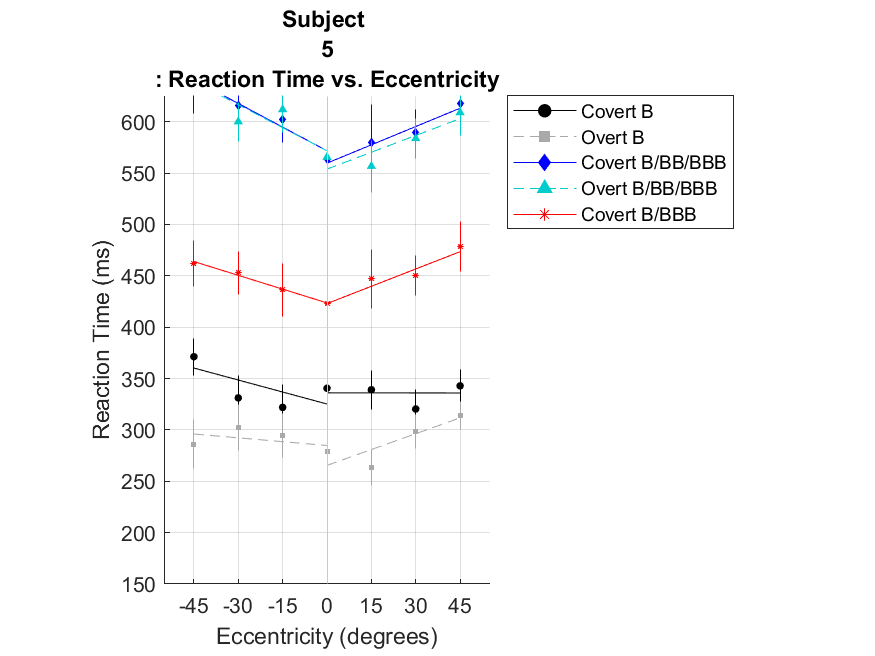 Subject
5
: Reaction Time vs. Eccentricity
600
550
500
450
400
350
300
250
200
150
Reaction Time (ms)
-45 -30 -15 0 15 30 45
Eccentricity (degrees)
Covert B
Overt B
Covert B/BB/BBB
Overt B/BB/BBB
Covert B/BBB